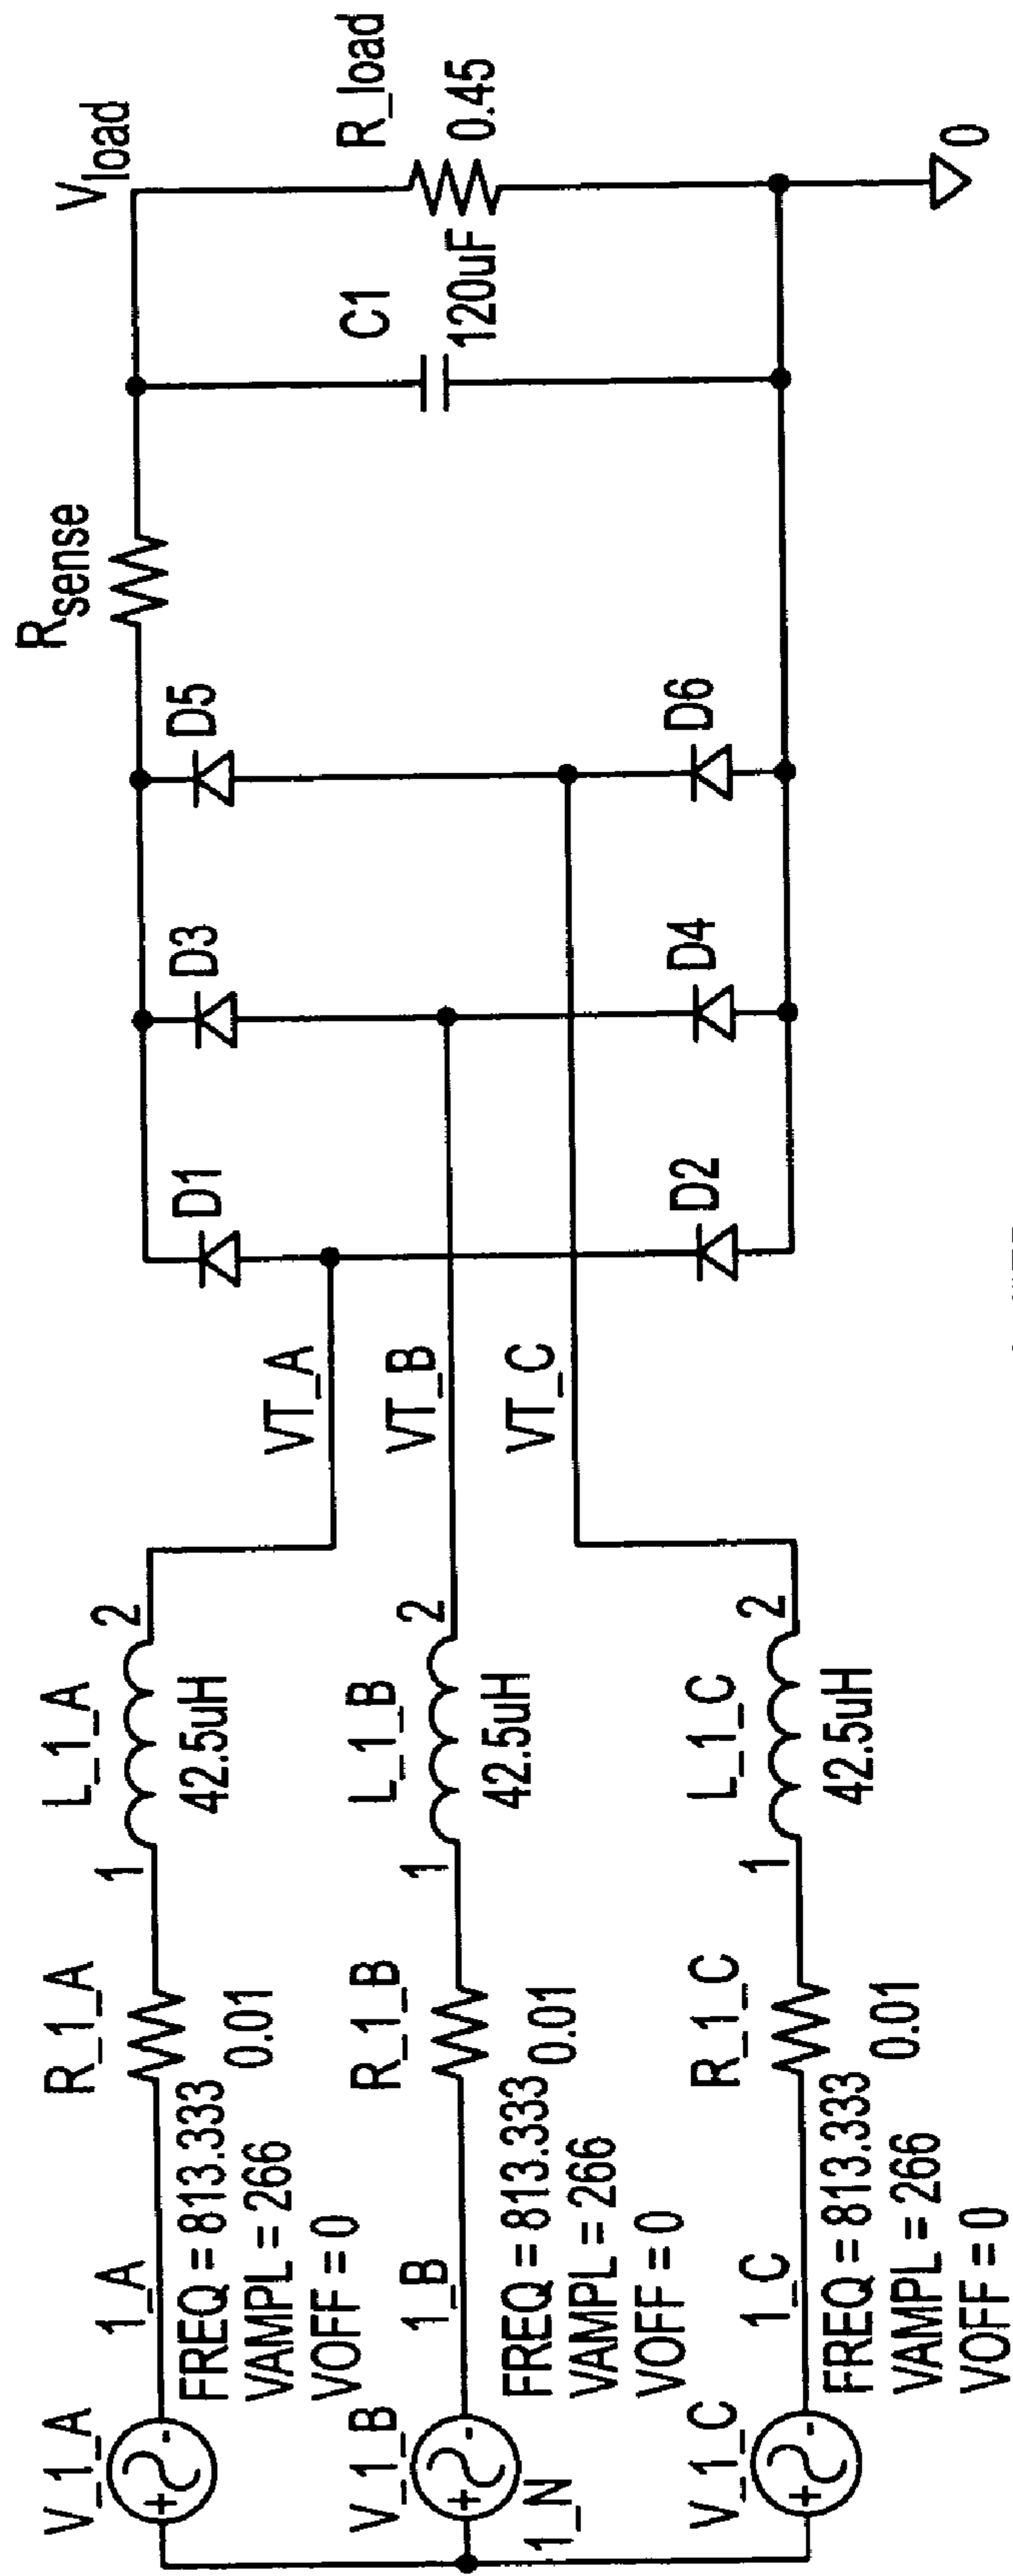 V_1_A
+
-
1_A
FREQ = 813.333
VAMPL = 266
VOFF = 0
R_1_A
0.01
1
L_1_A
42.5uH
2
VT_A
V_1_B
+
-
1_N
1_B
FREQ = 813.333
VAMPL = 266
VOFF = 0
R_1_B
0.01
1
L_1_B
42.5uH
2
VT_B
V_1_C
+
-
1_C
FREQ = 813.333
VAMPL = 266
VOFF = 0
R_1_C
0.01
1
L_1_C
42.5uH
2
VT_C
D1
D3
D5
D2
D4
D6
Rsense
Vload
C1
120uF
R_load
0.45
0